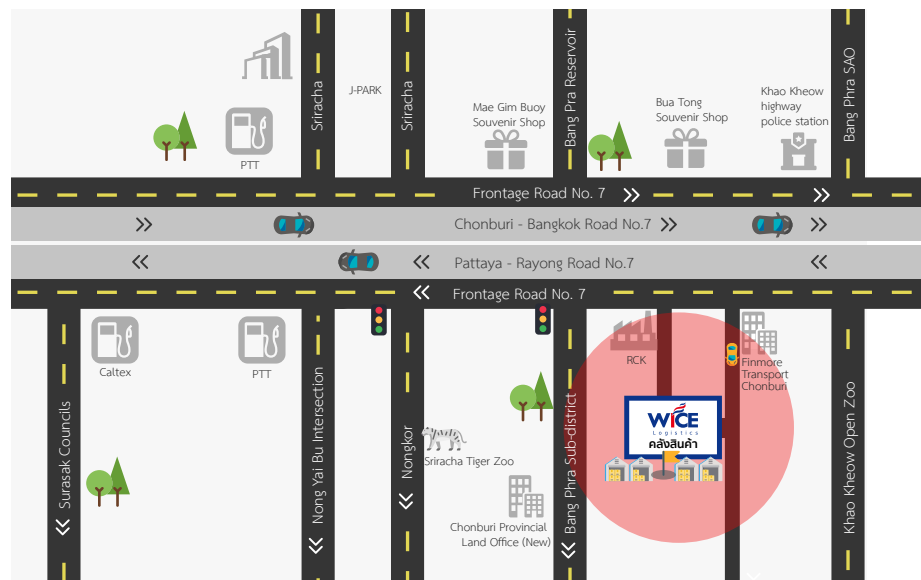 Sriracha
J-PARK
Sriracha
Bang Pra Reservoir
Bang Phra SAO
Mae Gim Buoy
Souvenir Shop
Bua Tong
Souvenir Shop
Khao Kheow
highway
police station
PTT
Frontage Road No. 7
Chonburi - Bangkok Road No.7
Pattaya - Rayong Road No.7
Frontage Road No. 7
Caltex
PTT
RCK
Finmore
Transport
Chonburi
Surasak Councils
Nong Yai Bu Intersection
Nongkor
Bang Phra Sub-district
Khao Kheow Open Zoo
WICE
Logistics
คลังสินค้า
Sriracha Tiger Zoo
Chonburi Provincial
Land Office (New)